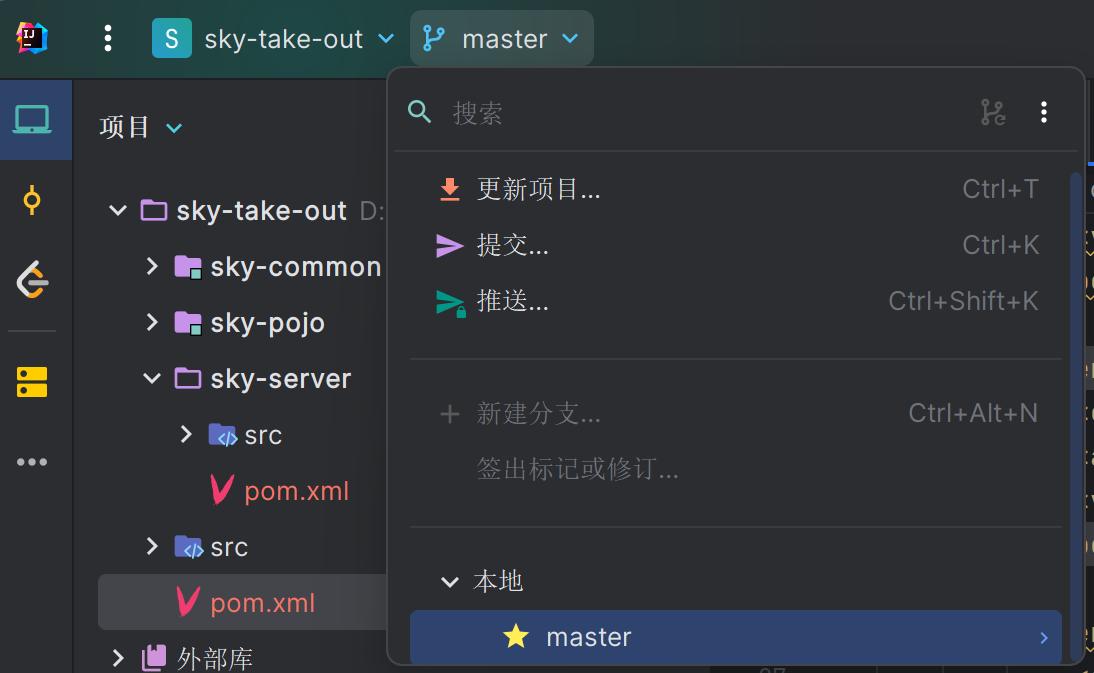 IJ
S sky-take-out master
搜索
项目
更新项目... Ctrl+T
sky-take-out D:
提交... Ctrl+K
sky-common
推送... Ctrl+Shift+K
sky-pojo
sky-server
新建分支... Ctrl+Alt+N
src
签出标记或修订...
pom.xml
src
本地
pom.xml
master
外部库